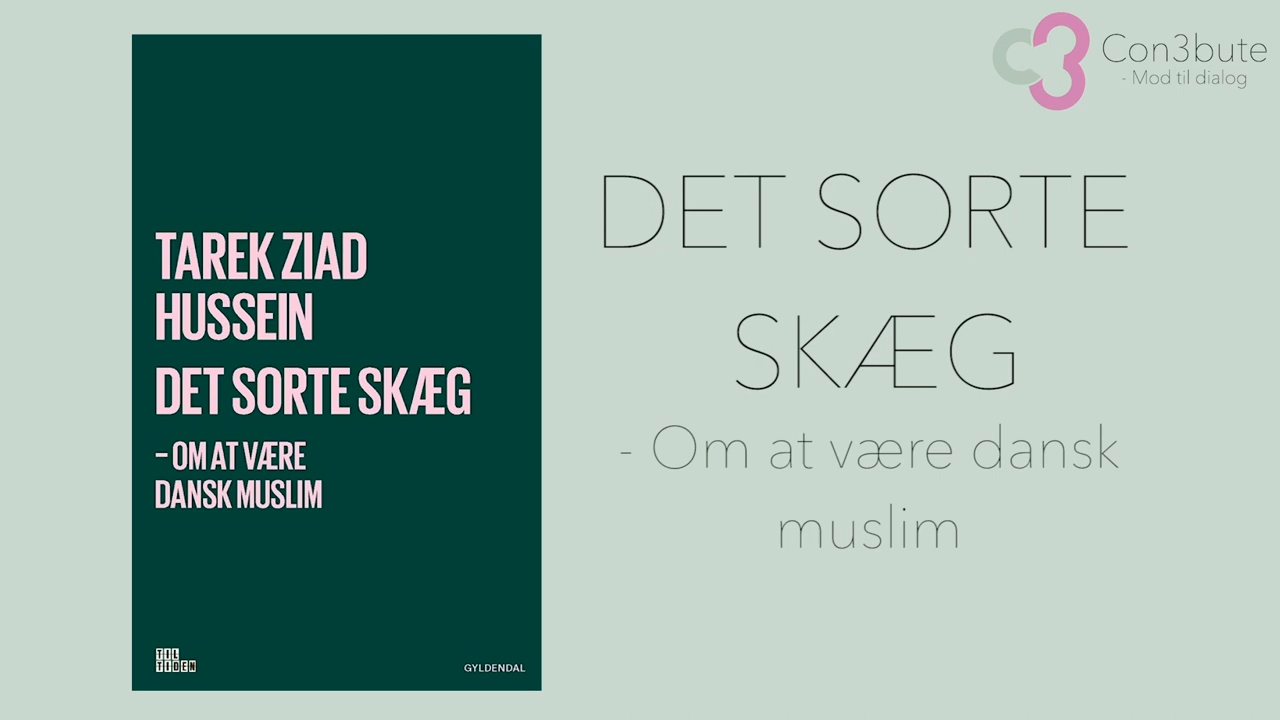 TAREK ZIAD
HUSSEIN
DET SORTE SKÆG
– OM AT VÆRE
DANSK MUSLIM
TIL
TIDEN
GYLDENDAL
C3 Con3bute
- Mod til dialog
DET SORTE
SKÆG
- Om at være dansk
muslim